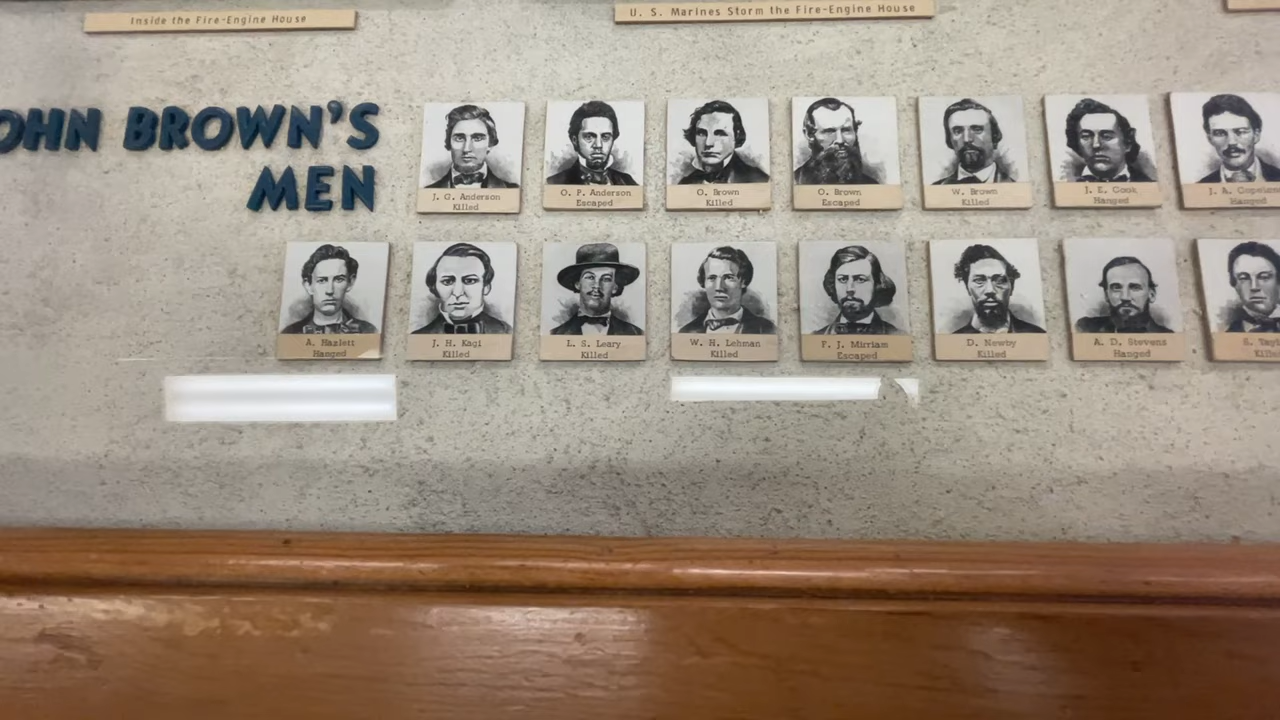 Inside the Fire-Engine House
U. S. Marines Storm the Fire-Engine House
OHN BROWN'S
MEN
J. G. Anderson
Killed
O. P. Anderson
Escaped
O. Brown
Killed
O. Brown
Escaped
W. Brown
Killed
J. E. Cook
Hanged
J. A. Copelan
Hanged
A. Hazlett
Hanged
J. H. Kagi
Killed
L. S. Leary
Killed
W. H. Lehman
Killed
F. J. Mirriam
Escaped
D. Newby
Killed
A. D. Stevens
Hanged
S. Tayl
Kille